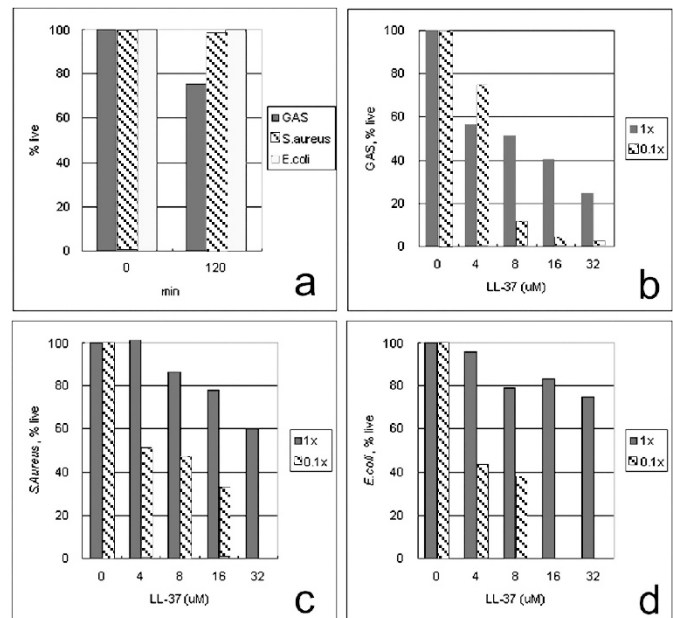 100
80
60
40
20
0
% live
0 120
min
GAS
S.aureus
E.coli
a
100
80
60
40
20
0
GAS, % live
0 4 8 16 32
LL-37 (uM)
1x
0.1x
b
100
80
60
40
20
0
S.Aureus, % live
0 4 8 16 32
LL-37 (uM)
1x
0.1x
c
100
80
60
40
20
0
E.coli, % live
0 4 8 16 32
LL-37 (uM)
1x
0.1x
d